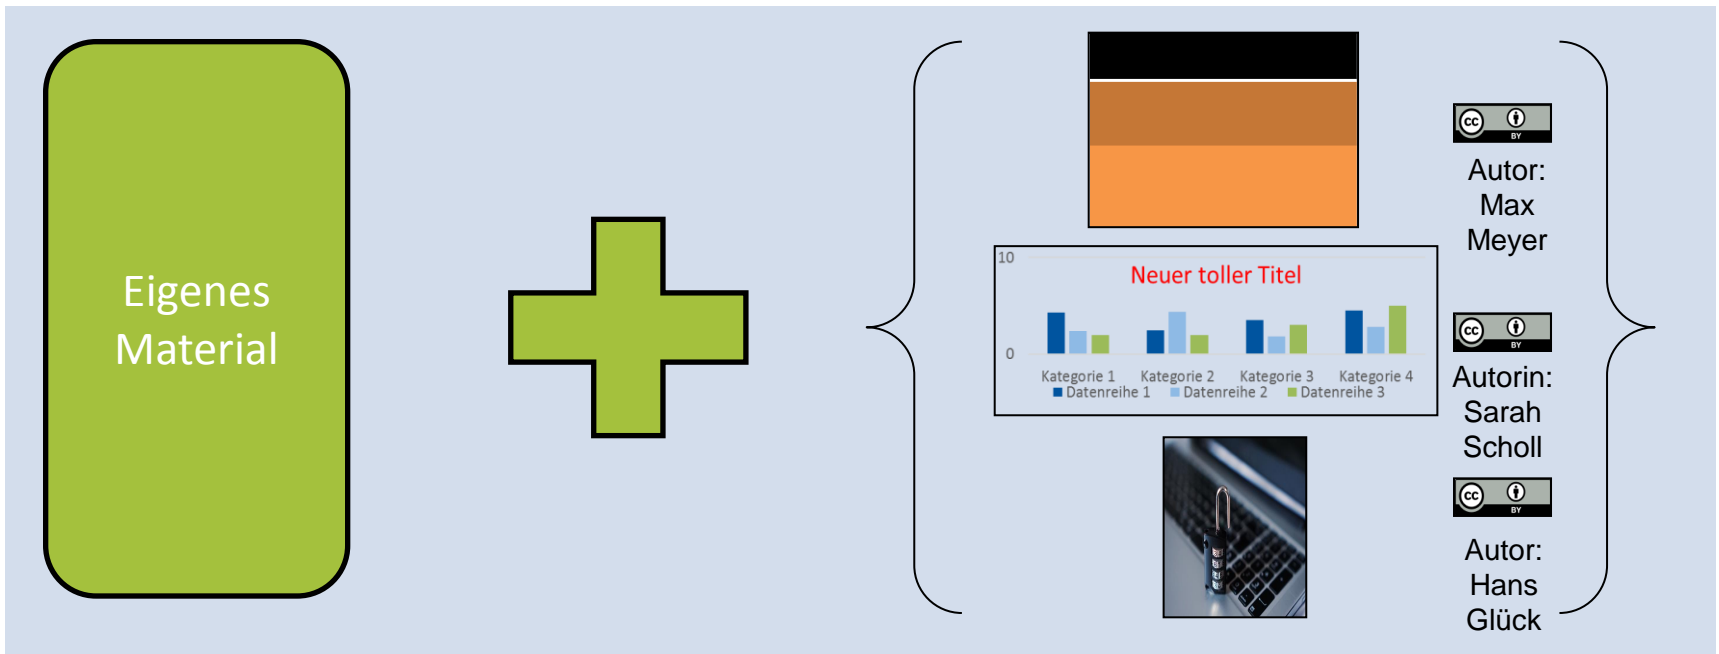 Eigenes
Material
cc
BY
Autor:
Max
Meyer
10
Neuer toller Titel
0
Kategorie 1 Kategorie 2 Kategorie 3 Kategorie 4
Datenreihe 1 Datenreihe 2 Datenreihe 3
cc
BY
Autorin:
Sarah
Scholl
cc
BY
Autor:
Hans
Glück